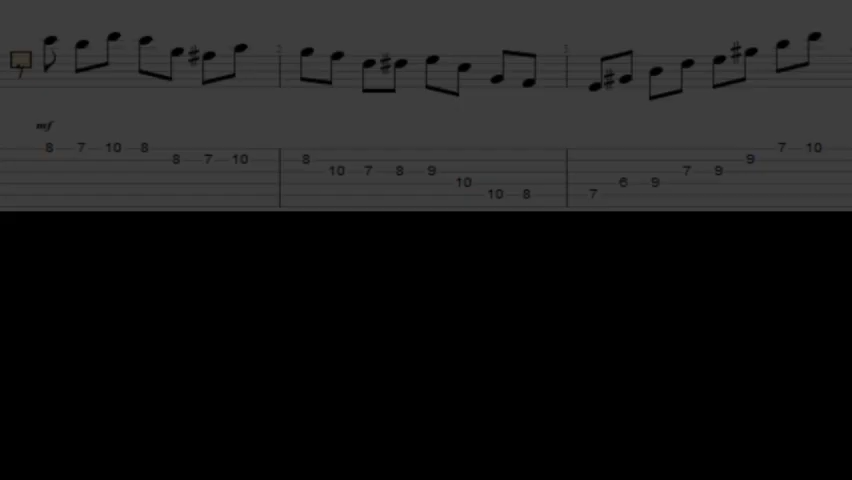 mf
8 7 10 8 7 10
8 7 10 8 9
10 7 8 9 7 9
10 6 9
10 8 7